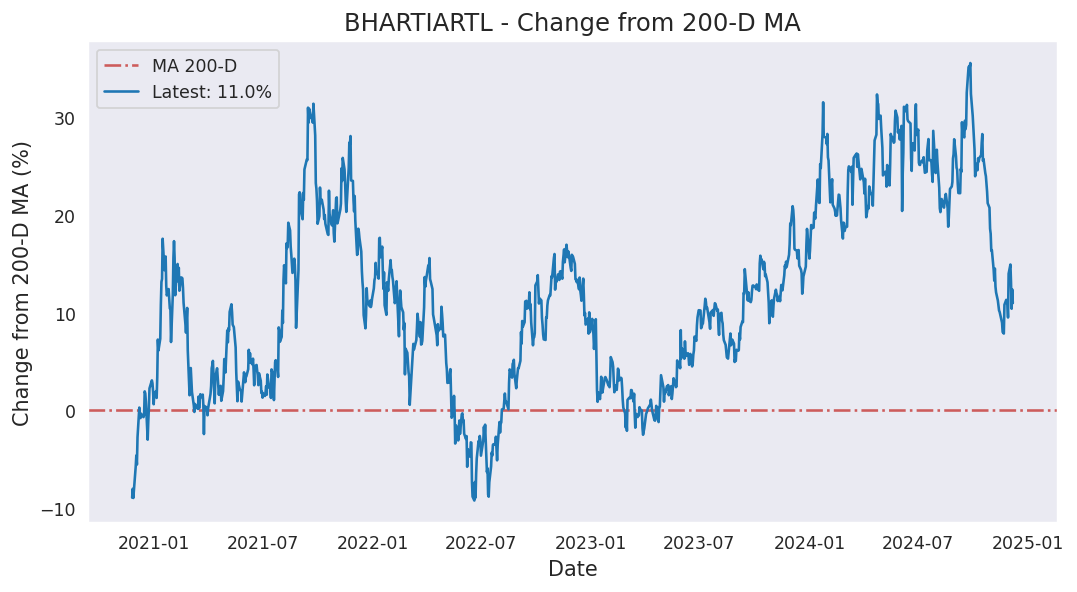 BHARTIARTL - Change from 200-D MA
MA 200-D
Latest: 11.0%
Change from 200-D MA (%)
30
20
10
0
−10
2021-01 2021-07 2022-01 2022-07 2023-01 2023-07 2024-01 2024-07 2025-01
Date